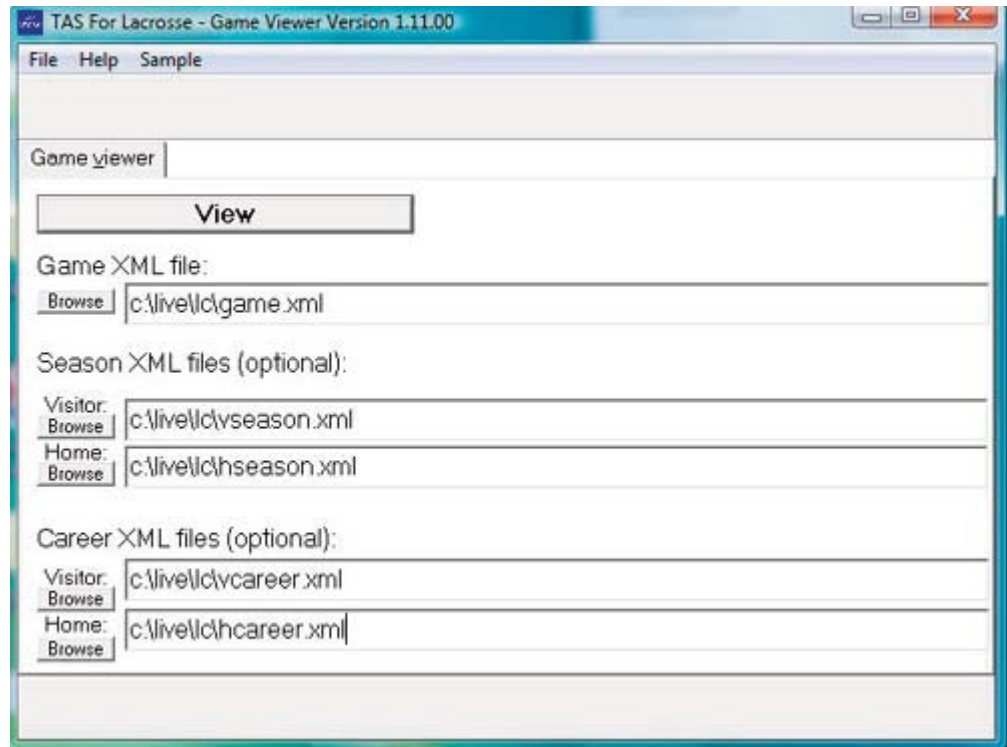 TAS For Lacrosse - Game Viewer Version 1.11.00
File Help Sample
Game viewer
View
Game XML file:
Browse c:\live\lc\game.xml
Season XML files (optional):
Visitor:
Browse c:\live\lc\vseason.xml
Home:
Browse c:\live\lc\hseason.xml
Career XML files (optional):
Visitor:
Browse c:\live\lc\vcareer.xml
Home:
Browse c:\live\lc\hcareer.xml